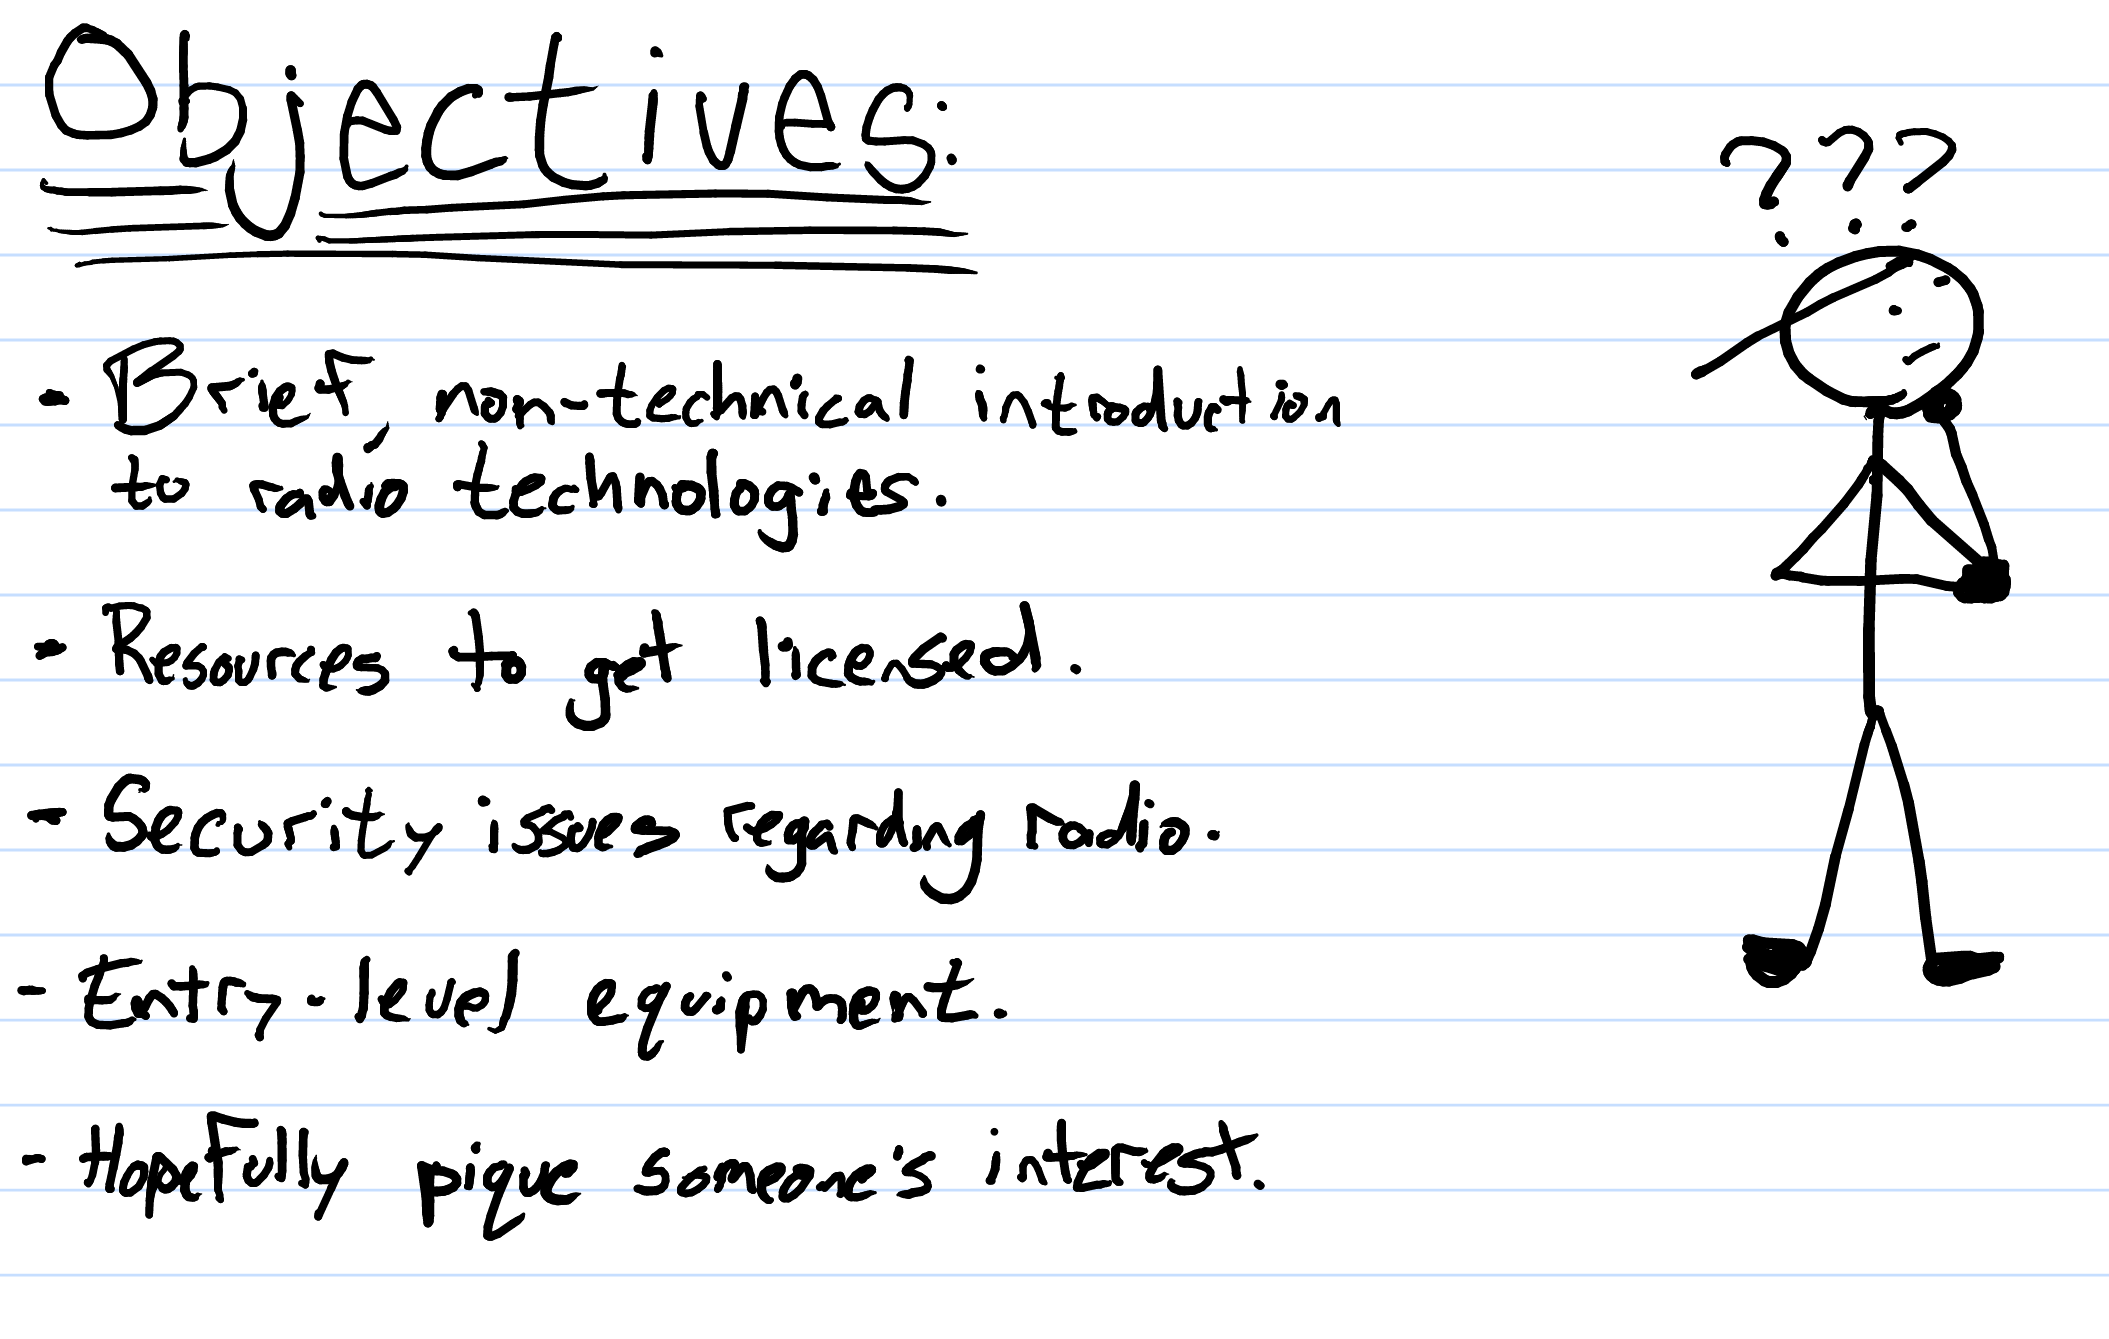 Objectives:
???
- Brief, non-technical introduction
to radio technologies.
- Resources to get licensed.
- Security issues regarding radio.
- Entry-level equipment.
- Hopefully pique someone's interest.